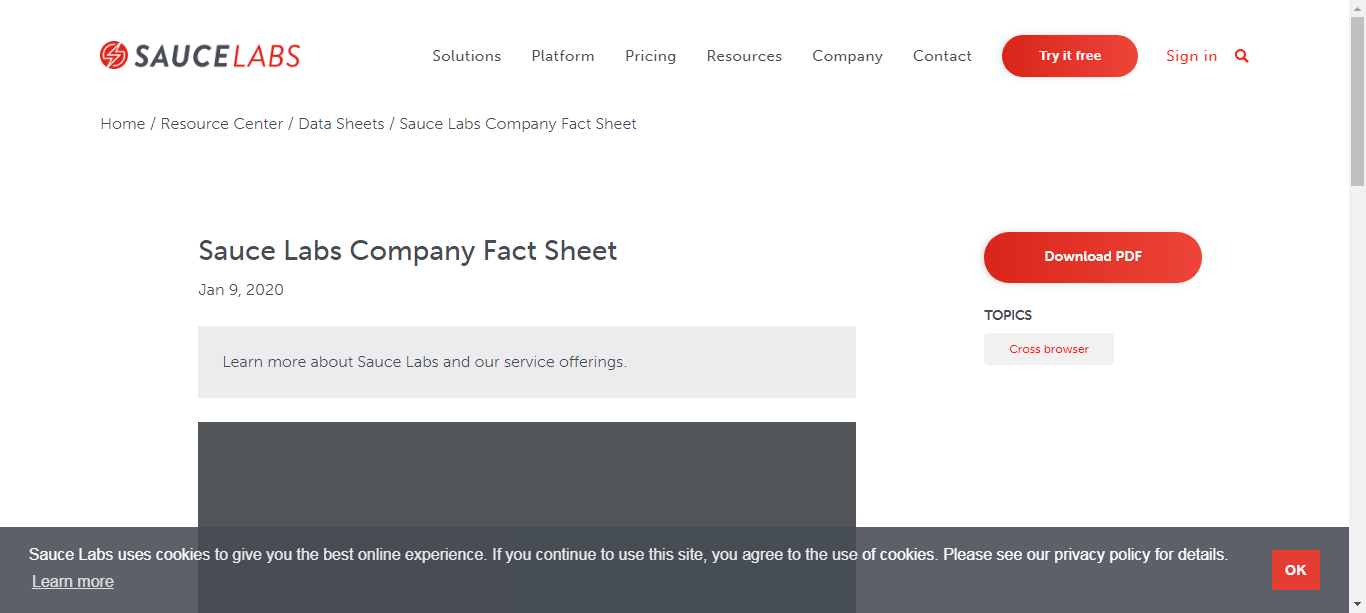 SAUCELABS
Solutions Platform Pricing Resources Company Contact Try it free Sign in
Home / Resource Center / Data Sheets / Sauce Labs Company Fact Sheet
Sauce Labs Company Fact Sheet
Jan 9, 2020
Learn more about Sauce Labs and our service offerings.
Download PDF
TOPICS
Cross browser
Sauce Labs uses cookies to give you the best online experience. If you continue to use this site, you agree to the use of cookies. Please see our privacy policy for details.
Learn more
OK